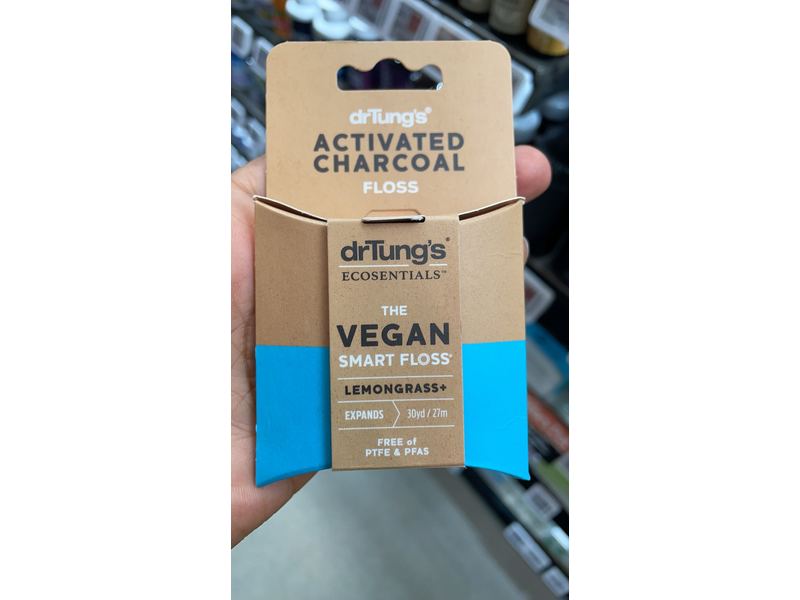 drTung's®
ACTIVATED
CHARCOAL
FLOSS
drTung's®
ECOSENTIALS™
THE
VEGAN
SMART FLOSS®
LEMONGRASS+
EXPANDS 30yd / 27m
FREE of
PTFE & PFAS